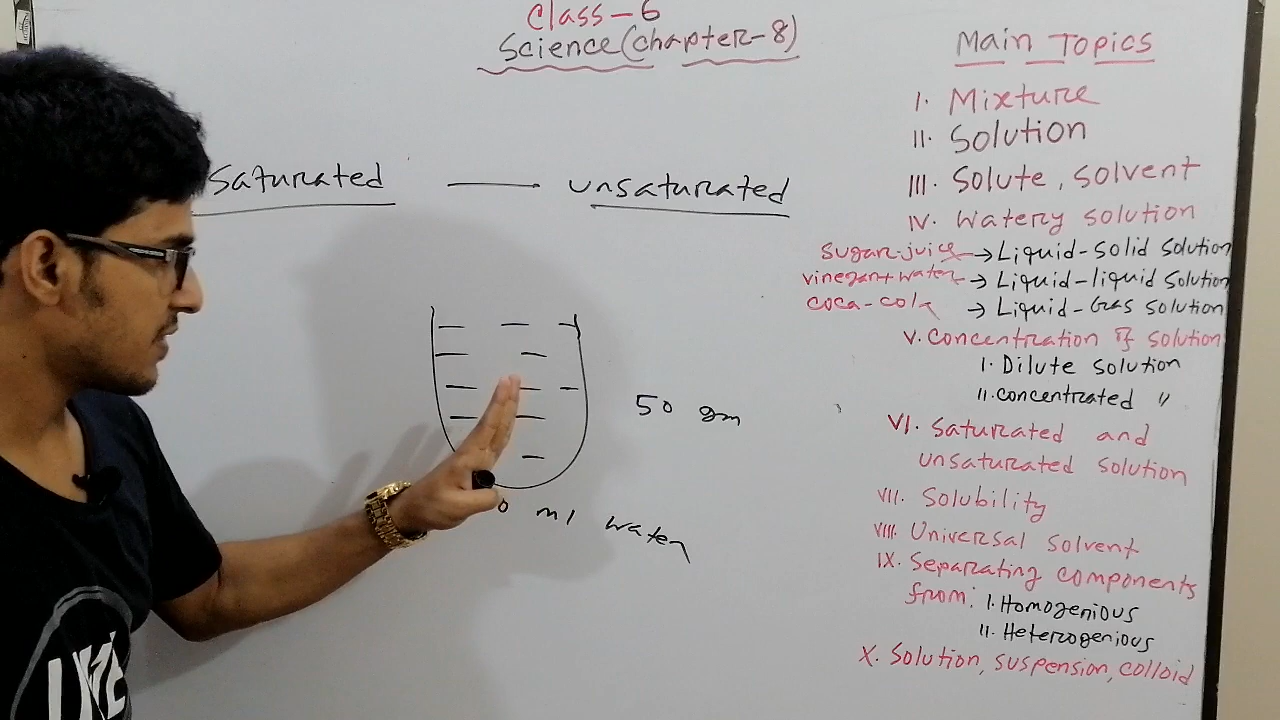 Class-6
Science(chapter-8)
Saturated — unsaturated
50 gm
0 ml water
Main Topics
I. Mixture
II. Solution
III. Solute, solvent
IV. Watery solution
sugar-juice → Liquid-solid solution
vinegar+water → Liquid-liquid solution
coca-cola → Liquid-Gas solution
V. Concentration of solution
I. Dilute solution
II. concentrated "
VI. Saturated and
unsaturated solution
VII. Solubility
VIII. Universal solvent
IX. Separating components
from: I. Homogenious
II. Heterogenious
X. Solution, suspension, colloid